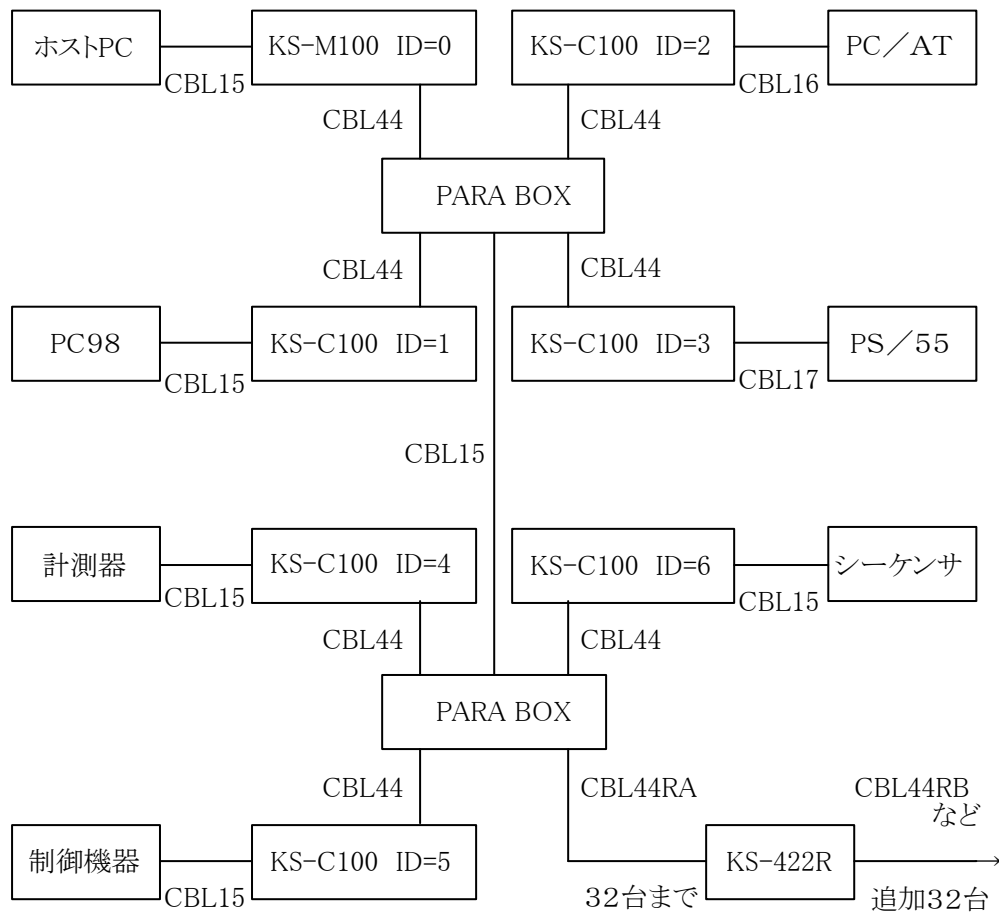 ホストPC
KS-M100 ID=0
KS-C100 ID=2
PC／AT
CBL15
CBL16
CBL44
CBL44
PARA BOX
CBL44
CBL44
PC98
KS-C100 ID=1
KS-C100 ID=3
PS／55
CBL15
CBL17
CBL15
計測器
KS-C100 ID=4
KS-C100 ID=6
シーケンサ
CBL15
CBL15
CBL44
CBL44
PARA BOX
CBL44
CBL44RA
CBL44RB
など
制御機器
KS-C100 ID=5
KS-422R
CBL15
32台まで
追加32台